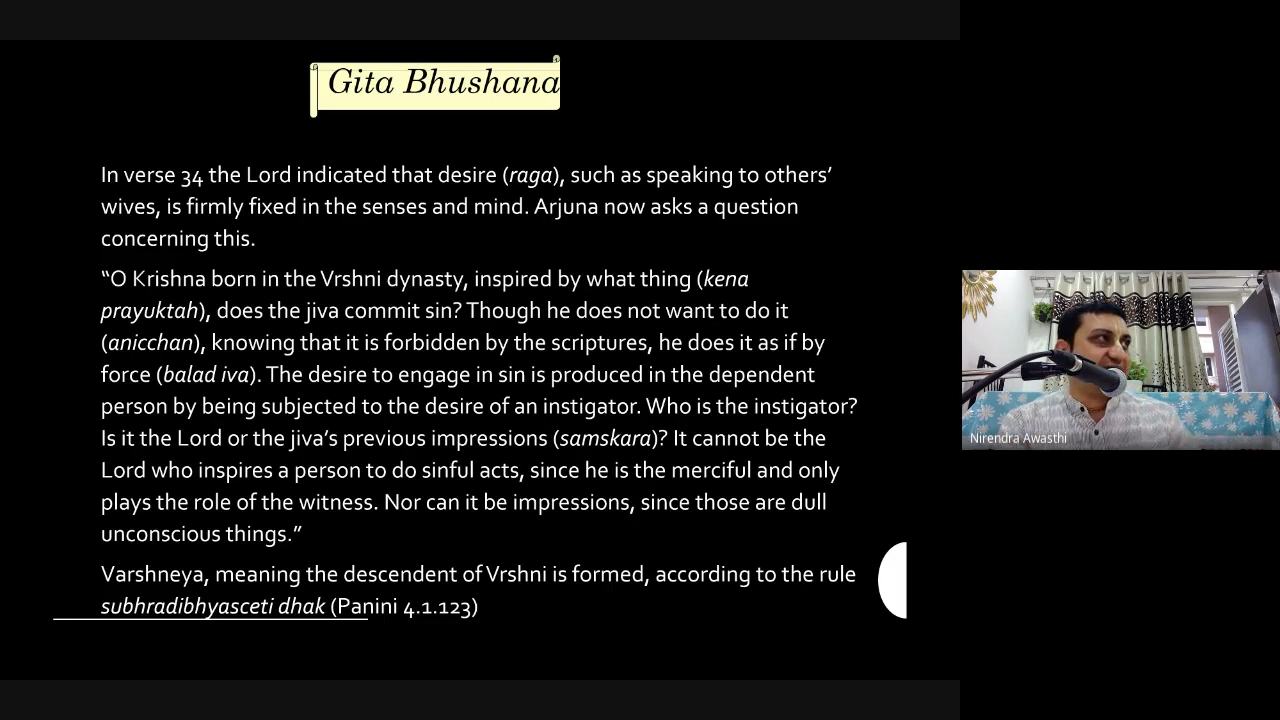 Gita Bhushana
In verse 34 the Lord indicated that desire (raga), such as speaking to others’
wives, is firmly fixed in the senses and mind. Arjuna now asks a question
concerning this.
“O Krishna born in the Vrshni dynasty, inspired by what thing (kena
prayuktah), does the jiva commit sin? Though he does not want to do it
(anicchan), knowing that it is forbidden by the scriptures, he does it as if by
force (balad iva). The desire to engage in sin is produced in the dependent
person by being subjected to the desire of an instigator. Who is the instigator?
Is it the Lord or the jiva’s previous impressions (samskara)? It cannot be the
Lord who inspires a person to do sinful acts, since he is the merciful and only
plays the role of the witness. Nor can it be impressions, since those are dull
unconscious things.”
Varshneya, meaning the descendent of Vrshni is formed, according to the rule
subhradibhyasceti dhak (Panini 4.1.123)
Nirendra Awasthi